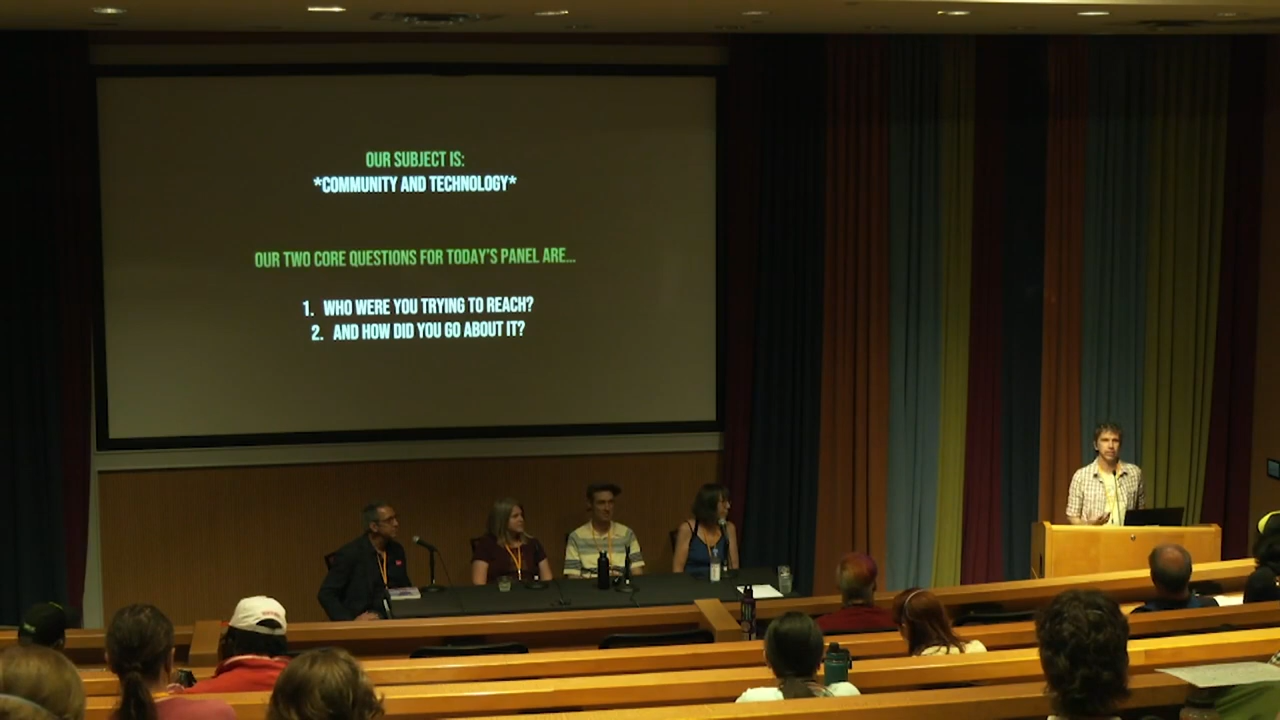 OUR SUBJECT IS:
*COMMUNITY AND TECHNOLOGY*
OUR TWO CORE QUESTIONS FOR TODAY'S PANEL ARE...
1. WHO WERE YOU TRYING TO REACH?
2. AND HOW DID YOU GO ABOUT IT?